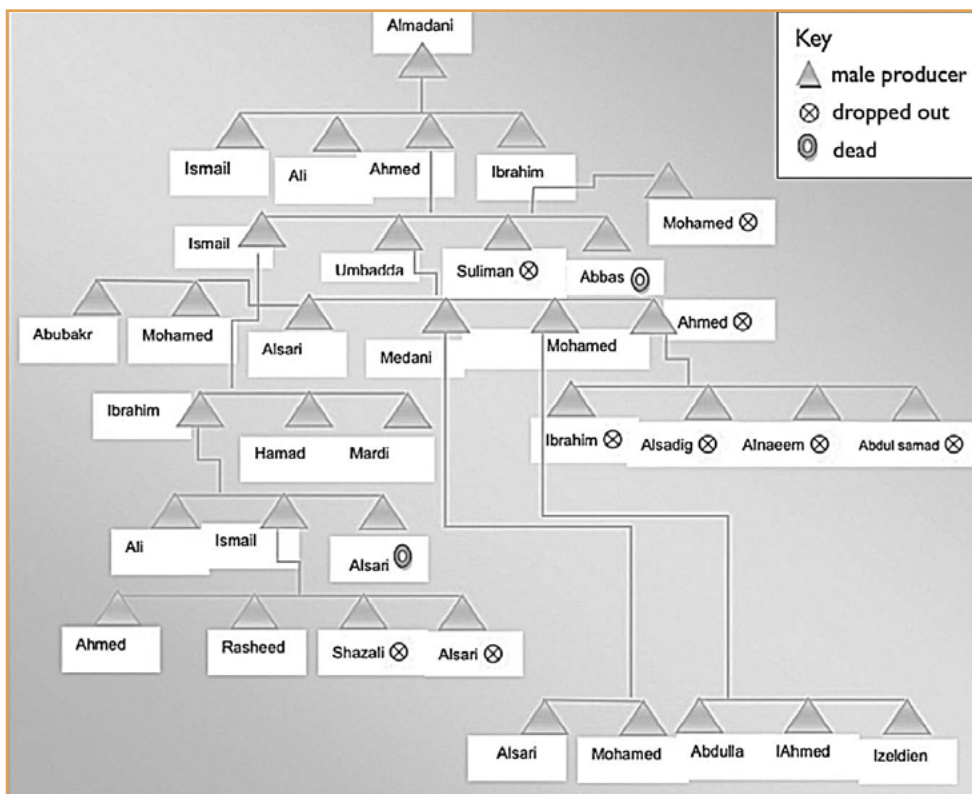 Almadani
Key
male producer
dropped out
dead
Ismail
Ali
Ahmed
Ibrahim
Mohamed
Ismail
Umbadda
Suliman
Abbas
Abubakr
Mohamed
Alsari
Medani
Mohamed
Ahmed
Ibrahim
Hamad
Mardi
Ibrahim
Alsadig
Alnaeem
Abdul samad
Ali
Ismail
Alsari
Ahmed
Rasheed
Shazali
Alsari
Alsari
Mohamed
Abdulla
IAhmed
Izeldien